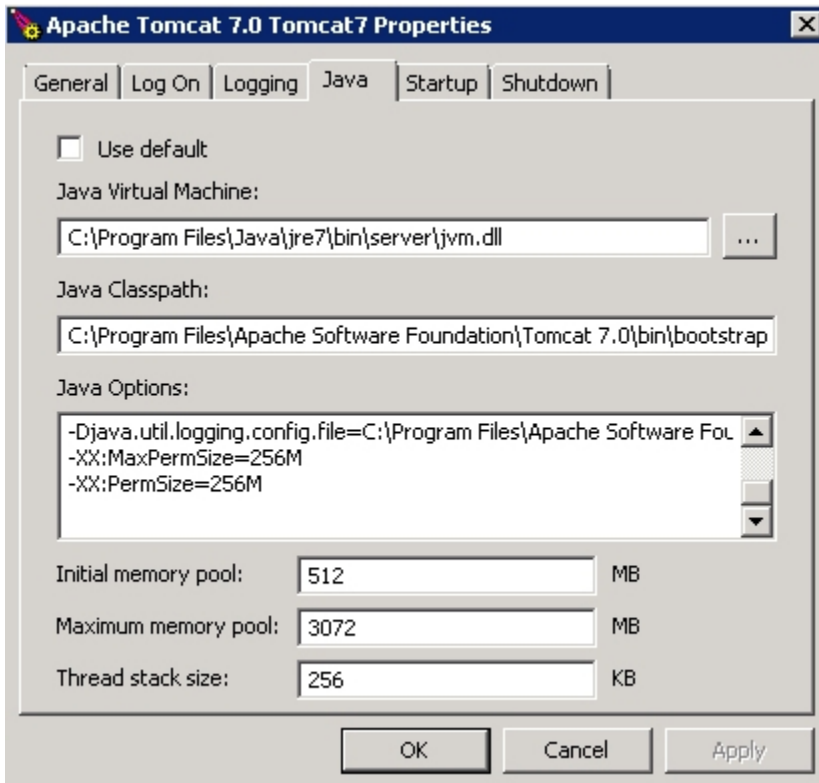 Apache Tomcat 7.0 Tomcat7 Properties
General Log On Logging Java Startup Shutdown
Use default
Java Virtual Machine:
C:\Program Files\Java\jre7\bin\server\jvm.dll
...
Java Classpath:
C:\Program Files\Apache Software Foundation\Tomcat 7.0\bin\bootstrap
Java Options:
-Djava.util.logging.config.file=C:\Program Files\Apache Software Fou
-XX:MaxPermSize=256M
-XX:PermSize=256M
Initial memory pool: 512 MB
Maximum memory pool: 3072 MB
Thread stack size: 256 KB
OK Cancel Apply